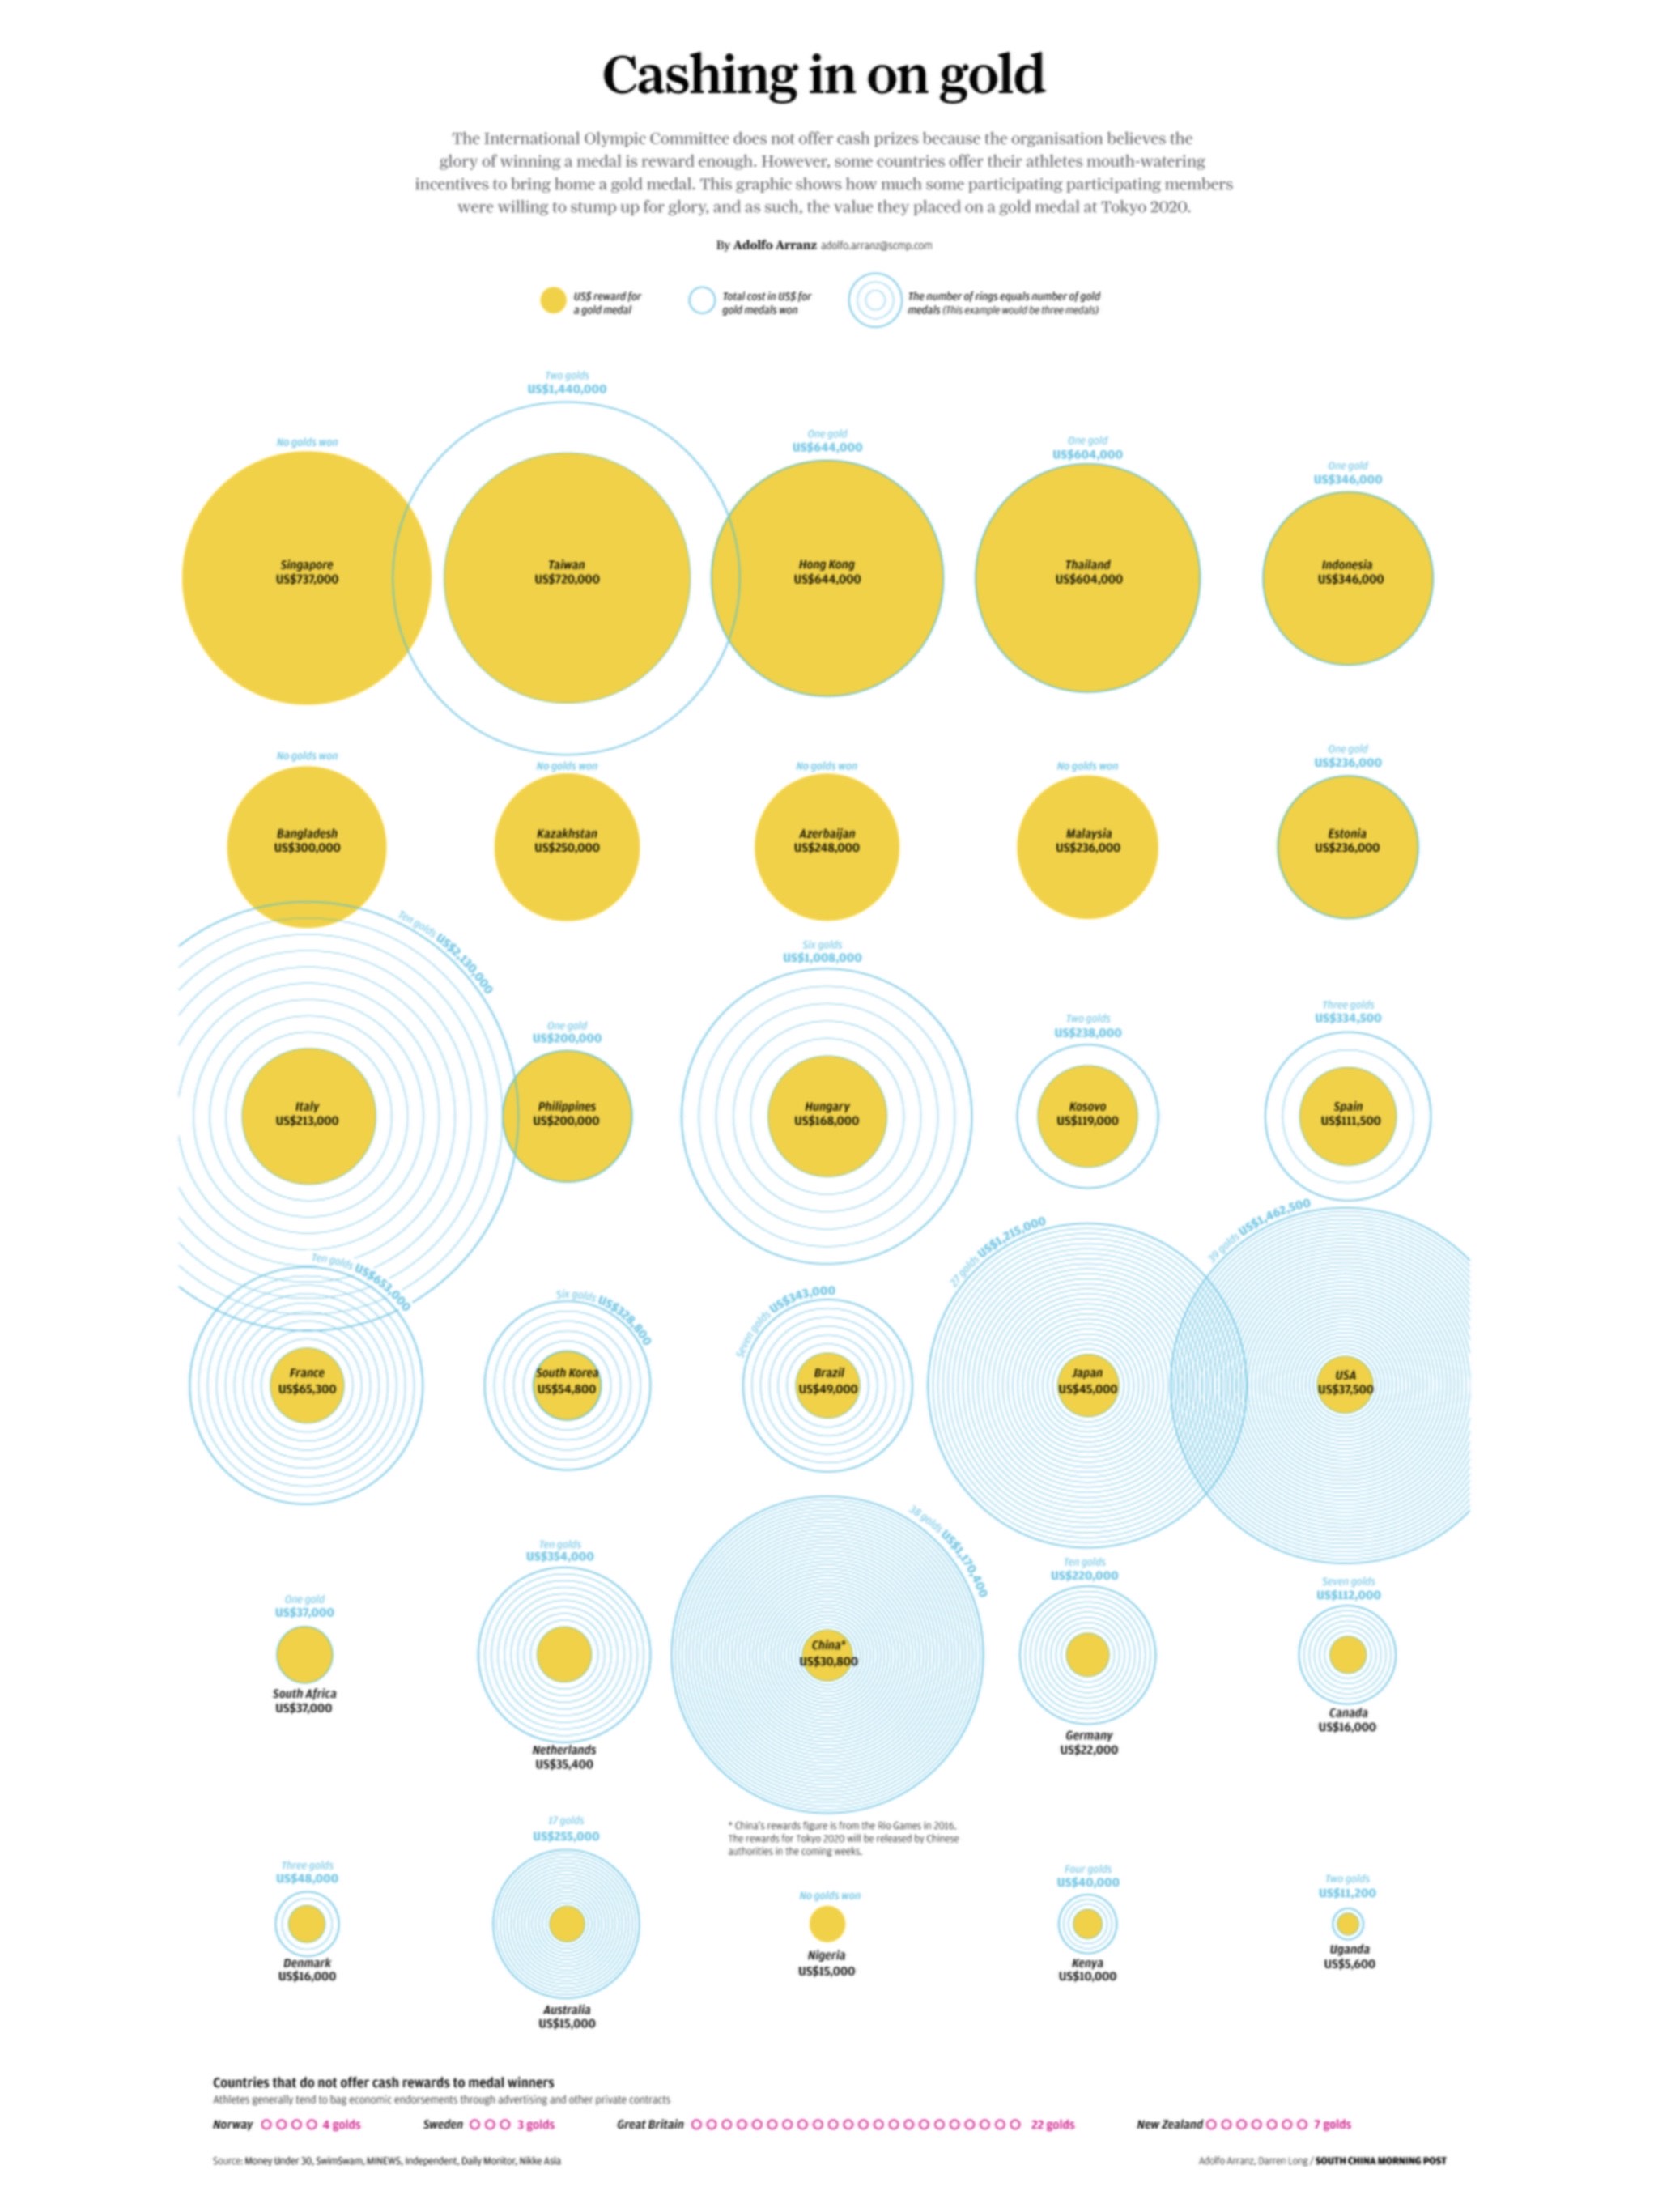 Cashing in on gold
The International Olympic Committee does not offer cash prizes because the organisation believes the
glory of winning a medal is reward enough. However, some countries offer their athletes mouth-watering
incentives to bring home a gold medal. This graphic shows how much some participating participating members
were willing to stump up for glory, and as such, the value they placed on a gold medal at Tokyo 2020.
By Adolfo Arranz adolfo.arranz@scmp.com
US$ reward for
a gold medal
Total cost in US$ for
gold medals won
The number of rings equals number of gold
medals (This example would be three medals)
No golds won
Singapore
US$737,000
Two golds
US$1,440,000
Taiwan
US$720,000
One gold
US$644,000
Hong Kong
US$644,000
One gold
US$604,000
Thailand
US$604,000
One gold
US$346,000
Indonesia
US$346,000
No golds won
Bangladesh
US$300,000
No golds won
Kazakhstan
US$250,000
No golds won
Azerbaijan
US$248,000
No golds won
Malaysia
US$236,000
One gold
US$236,000
Estonia
US$236,000
Ten golds US$2,130,000
Italy
US$213,000
One gold
US$200,000
Philippines
US$200,000
Six golds
US$1,008,000
Hungary
US$168,000
Two golds
US$238,000
Kosovo
US$119,000
Three golds
US$334,500
Spain
US$111,500
Ten golds US$653,000
France
US$65,300
Six golds US$328,800
South Korea
US$54,800
Seven golds US$343,000
Brazil
US$49,000
27 golds US$1,215,000
Japan
US$45,000
39 golds US$1,462,500
USA
US$37,500
One gold
US$37,000
South Africa
US$37,000
Ten golds
US$354,000
Netherlands
US$35,400
38 golds US$1,170,400
China*
US$30,800
Ten golds
US$220,000
Germany
US$22,000
Seven golds
US$112,000
Canada
US$16,000
* China's rewards figure is from the Rio Games in 2016.
The rewards for Tokyo 2020 will be released by Chinese
authorities in the coming weeks.
Three golds
US$48,000
Denmark
US$16,000
17 golds
US$255,000
Australia
US$15,000
No golds won
Nigeria
US$15,000
Four golds
US$40,000
Kenya
US$10,000
Two golds
US$11,200
Uganda
US$5,600
Countries that do not offer cash rewards to medal winners
Athletes generally tend to bag economic endorsements through advertising and other private contracts
Norway 4 golds
Sweden 3 golds
Great Britain 22 golds
New Zealand 7 golds
Source: Money Under 30, SwimSwam, MINEWS, Independent, Daily Monitor, Nikke Asia
Adolfo Arranz, Darren Long / SOUTH CHINA MORNING POST